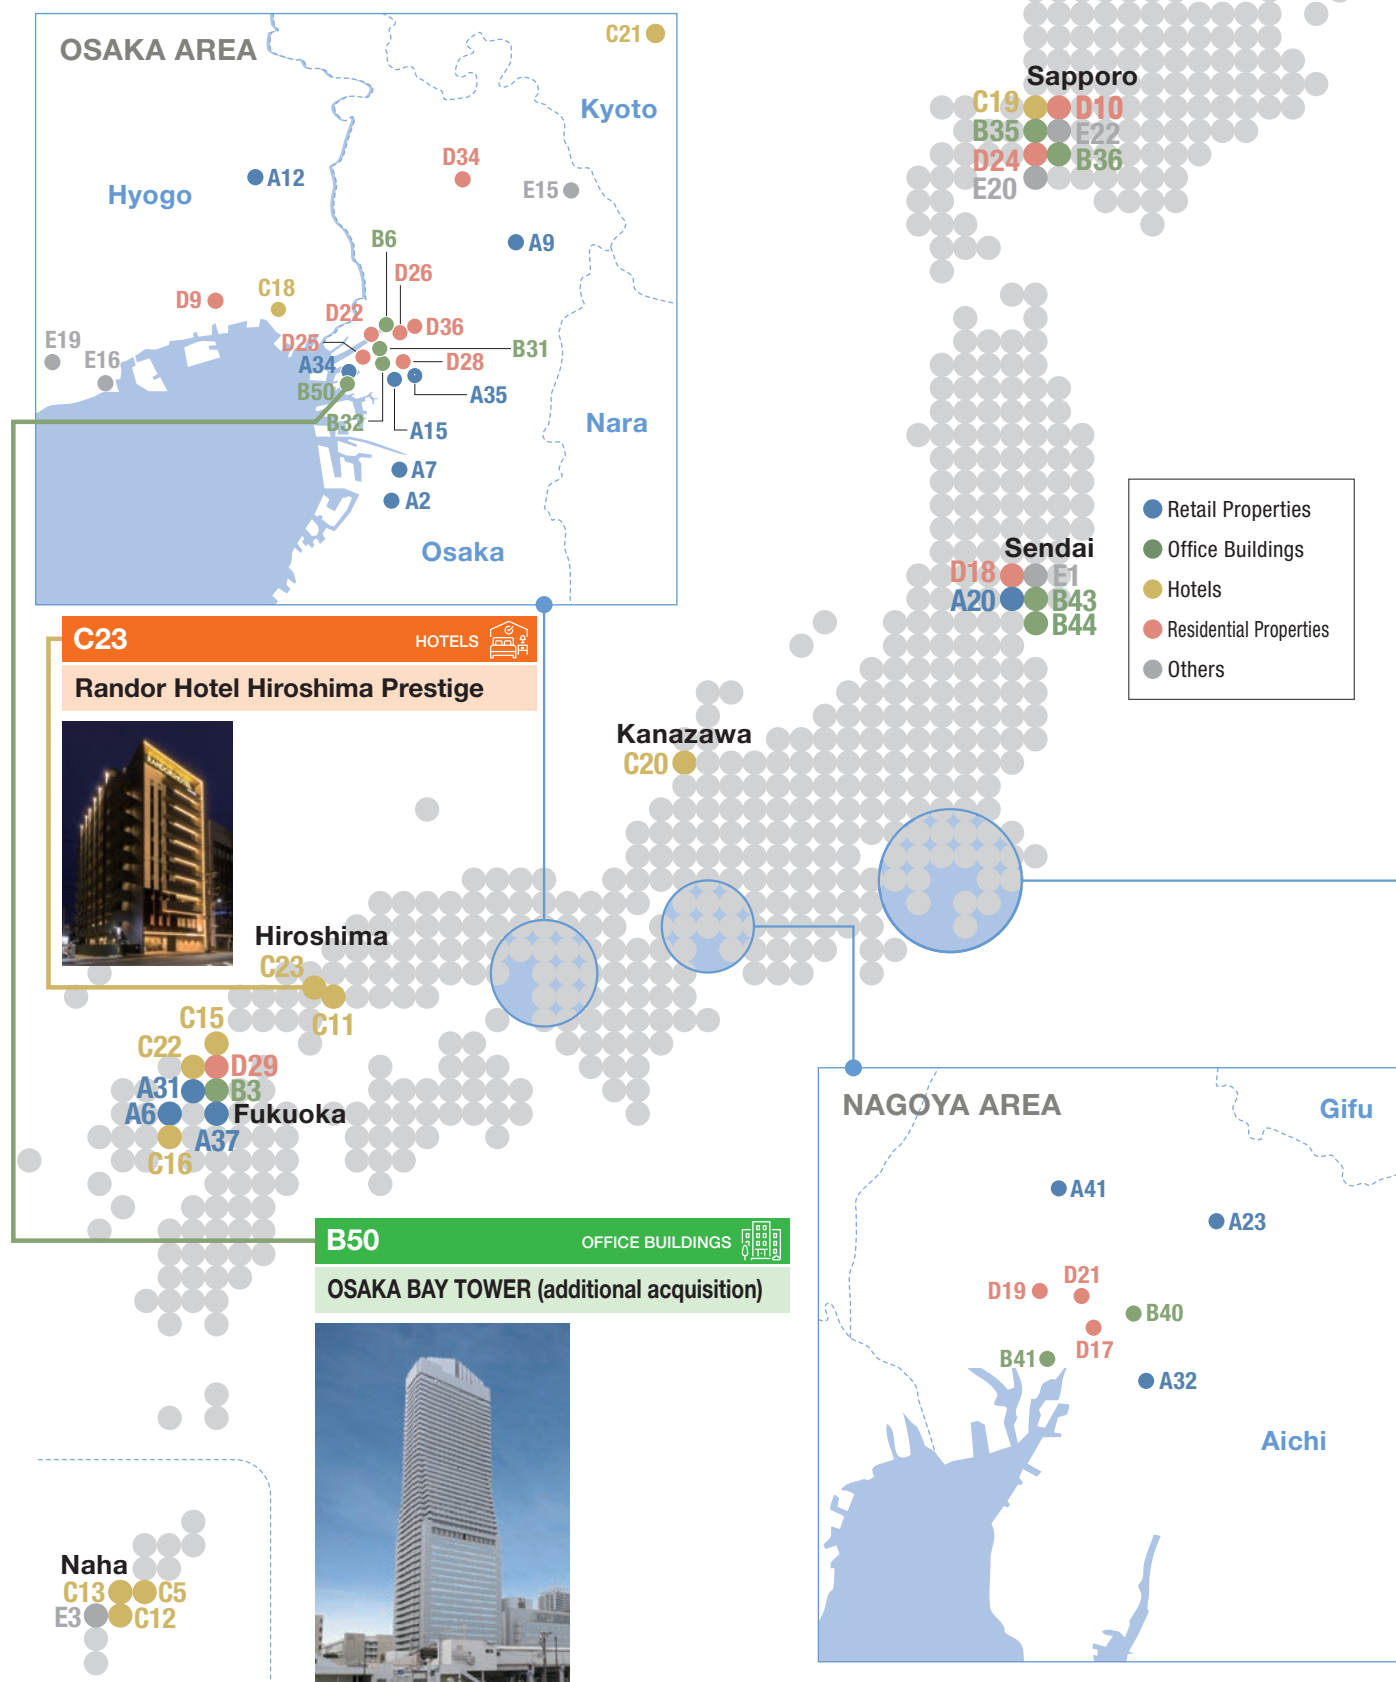 OSAKA AREA
C21
Kyoto
D34
A12
E15
Hyogo
A9
B6
D26
C18
D9
D22
D36
E19
D25
B31
E16
A34
D28
B50
A35
B32
A15
Nara
A7
A2
Osaka
Sapporo
C19
D10
B35
E22
D24
B36
E20
Retail Properties
Office Buildings
Hotels
Residential Properties
Others
Sendai
D18
E1
A20
B43
B44
C23
HOTELS
Randor Hotel Hiroshima Prestige
Kanazawa
C20
Hiroshima
C23
C11
C15
C22
D29
A31
B3
A6
Fukuoka
A37
C16
B50
OFFICE BUILDINGS
OSAKA BAY TOWER (additional acquisition)
NAGOYA AREA
Gifu
A41
A23
D21
D19
B40
D17
B41
A32
Aichi
Naha
C13
C5
E3
C12